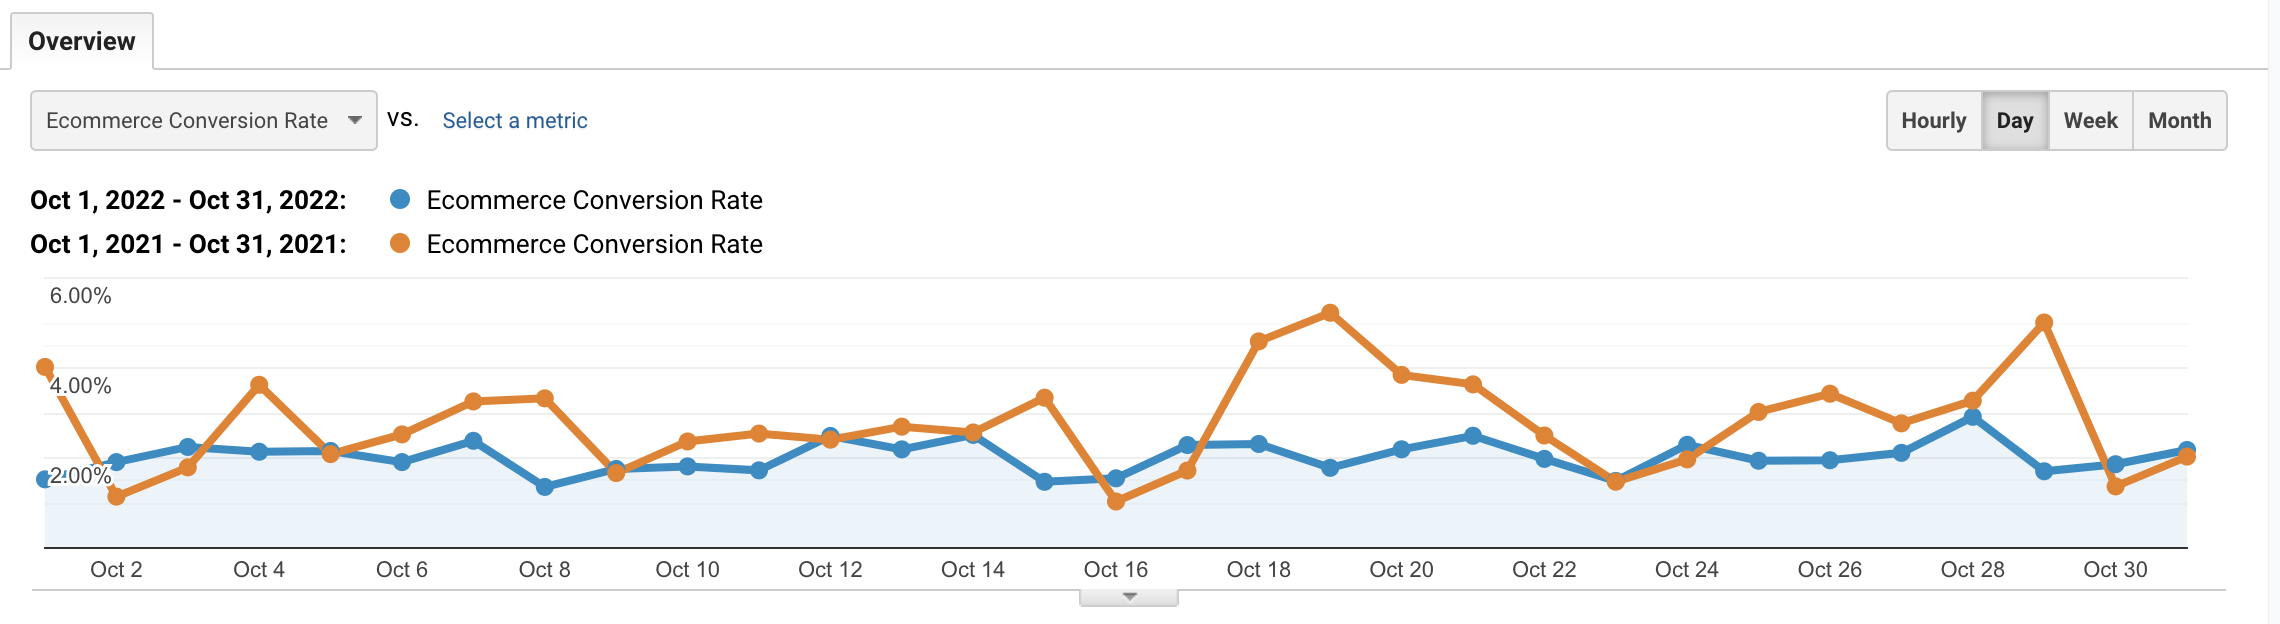 Overview
Ecommerce Conversion Rate VS. Select a metric Hourly Day Week Month
Oct 1, 2022 - Oct 31, 2022: Ecommerce Conversion Rate
Oct 1, 2021 - Oct 31, 2021: Ecommerce Conversion Rate
6.00%
4.00%
2.00%
Oct 2 Oct 4 Oct 6 Oct 8 Oct 10 Oct 12 Oct 14 Oct 16 Oct 18 Oct 20 Oct 22 Oct 24 Oct 26 Oct 28 Oct 30